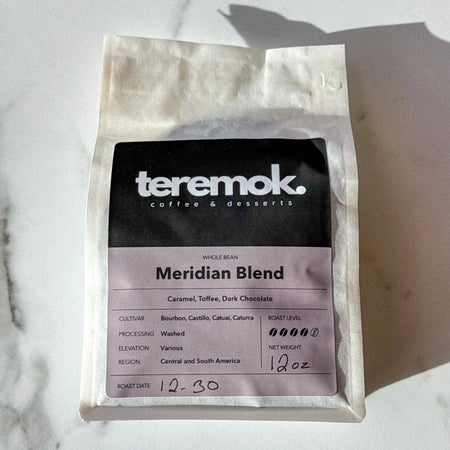 teremok.
coffee & desserts
WHOLE BEAN
Meridian Blend
Caramel, Toffee, Dark Chocolate
CULTIVAR Bourbon, Castillo, Catuai, Caturra
PROCESSING Washed
ELEVATION Various
REGION Central and South America
ROAST LEVEL
NET WEIGHT
12oz
ROAST DATE 12-30